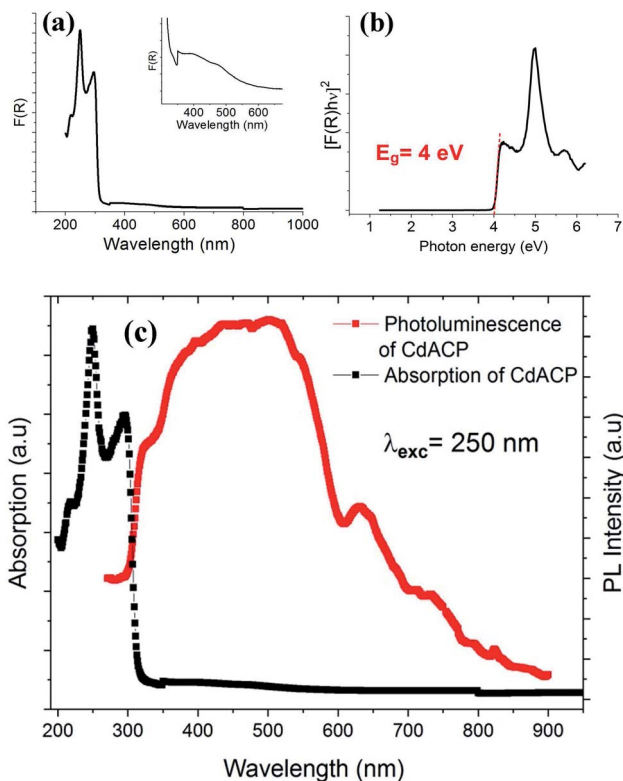 (a)
F(R)
200 400 600 800 1000
Wavelength (nm)
F(R)
400 500 600
Wavelength (nm)
(b)
[F(R)hν]²
E_g= 4 eV
1 2 3 4 5 6 7
Photon energy (eV)
(c)
Photoluminescence
of CdACP
Absorption of CdACP
λ_exc= 250 nm
Absorption (a.u)
PL Intensity (a.u)
200 300 400 500 600 700 800 900
Wavelength (nm)